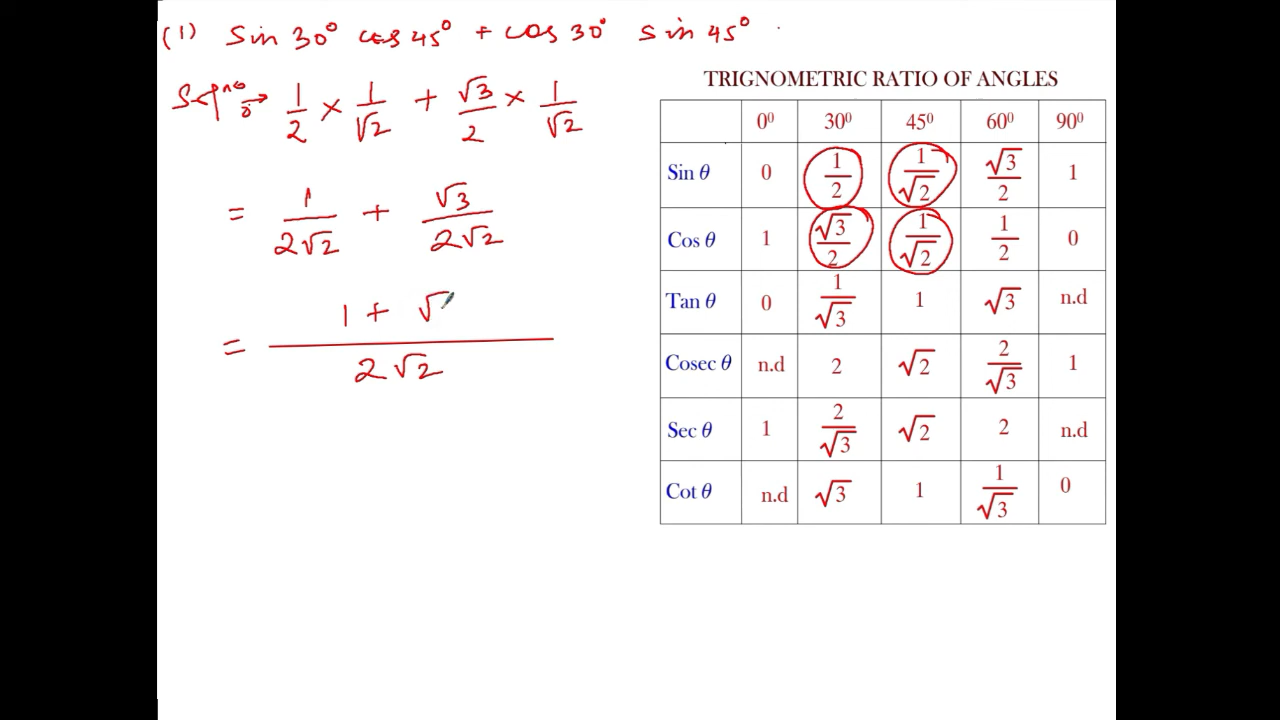 (1) Sin 30° cos 45° + cos 30° sin 45°
1/2 × 1/√2 + √3/2 × 1/√2
= 1/2√2 + √3/2√2
= 1 + √ / 2√2
TRIGNOMETRIC RATIO OF ANGLES
0⁰ 30⁰ 45⁰ 60⁰ 90⁰
Sin θ 0 1/2 1/√2 √3/2 1
Cos θ 1 √3/2 1/√2 1/2 0
Tan θ 0 1/√3 1 √3 n.d
Cosec θ n.d 2 √2 2/√3 1
Sec θ 1 2/√3 √2 2 n.d
Cot θ n.d √3 1 1/√3 0